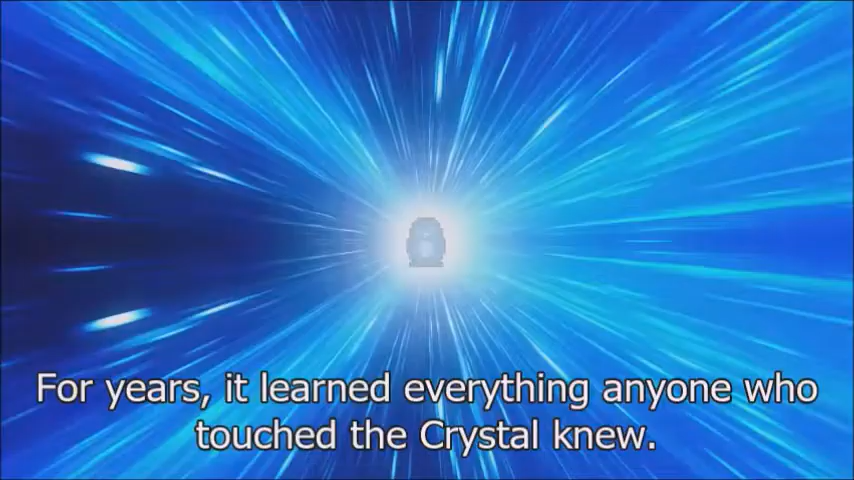 For years, it learned everything anyone who
touched the Crystal knew.